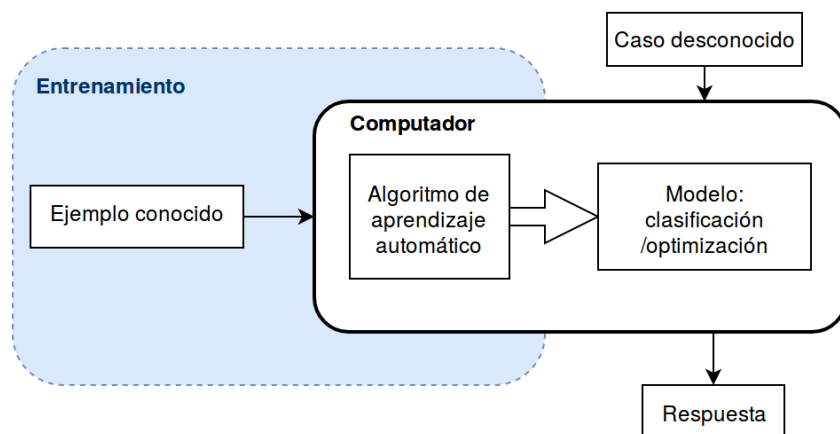 Caso desconocido
Entrenamiento
Computador
Ejemplo conocido
Algoritmo de
aprendizaje
automático
Modelo:
clasificación
/optimización
Respuesta